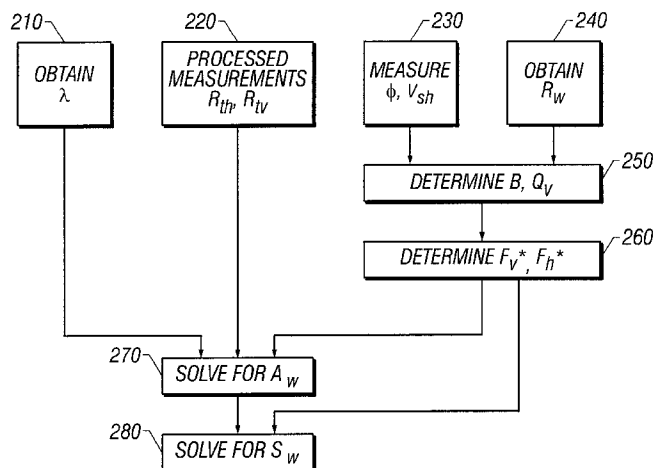 210
220
230
240
OBTAIN
λ
PROCESSED
MEASUREMENTS
Rth, Rtv
MEASURE
ϕ, Vsh
OBTAIN
Rw
250
DETERMINE B, Qv
260
DETERMINE Fv*, Fh*
270
SOLVE FOR Aw
280
SOLVE FOR Sw